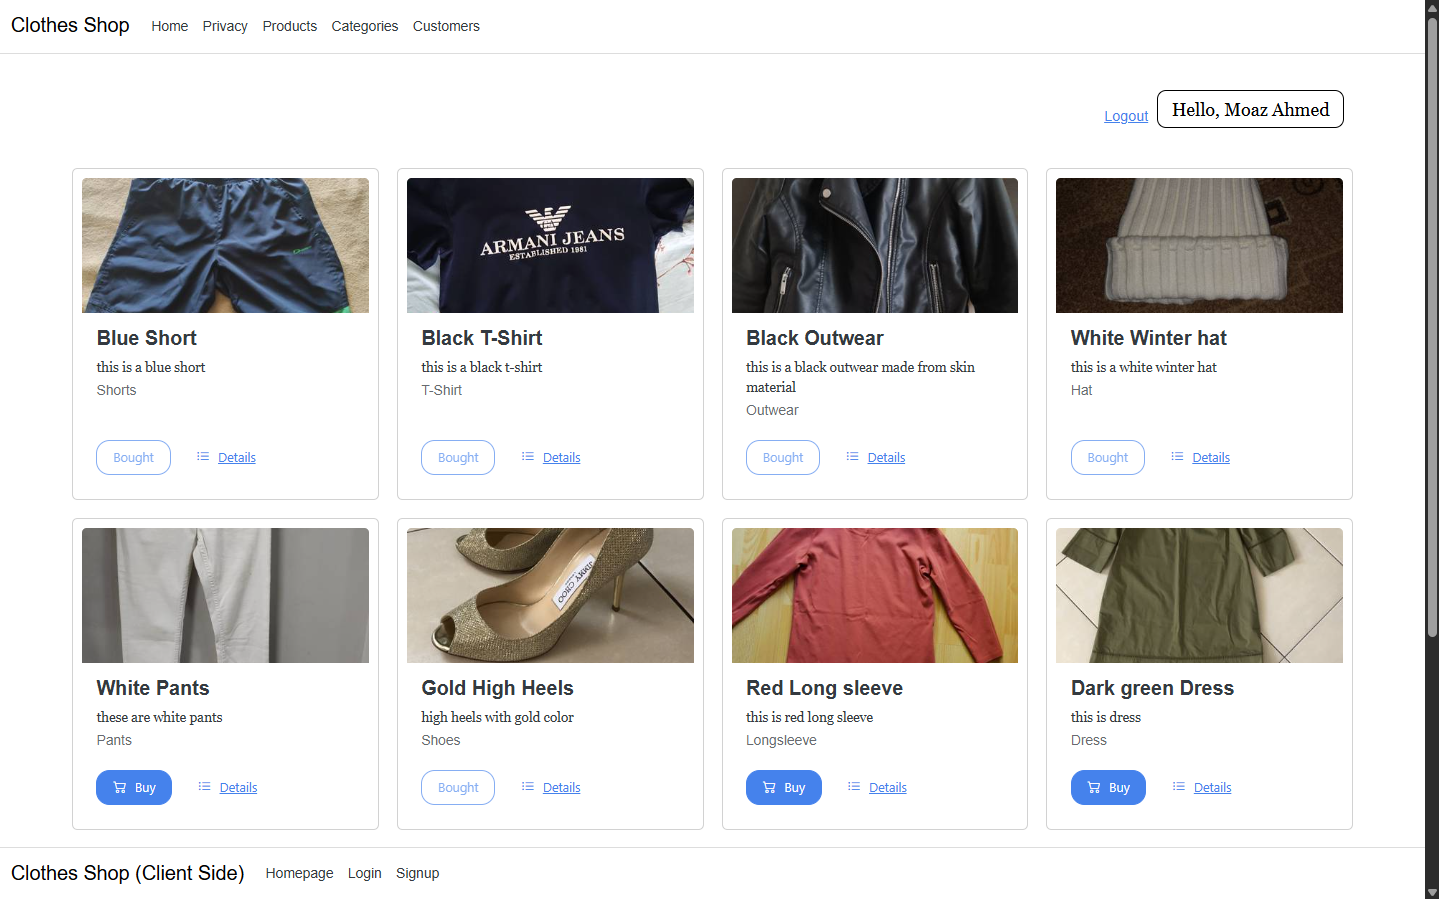 Clothes Shop Home Privacy Products Categories Customers
Logout Hello, Moaz Ahmed
ARMANI JEANS
ESTABLISHED 1981
Blue Short
this is a blue short
Shorts
Bought Details
Black T-Shirt
this is a black t-shirt
T-Shirt
Bought Details
Black Outwear
this is a black outwear made from skin
material
Outwear
Bought Details
White Winter hat
this is a white winter hat
Hat
Bought Details
White Pants
these are white pants
Pants
Buy Details
JIMMY CHOO
Gold High Heels
high heels with gold color
Shoes
Bought Details
Red Long sleeve
this is red long sleeve
Longsleeve
Buy Details
Dark green Dress
this is dress
Dress
Buy Details
Clothes Shop (Client Side) Homepage Login Signup